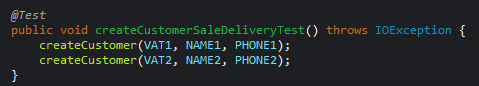 @Test
public void createCustomerSaleDeliveryTest() throws IOException {
createCustomer(VAT1, NAME1, PHONE1);
createCustomer(VAT2, NAME2, PHONE2);
}